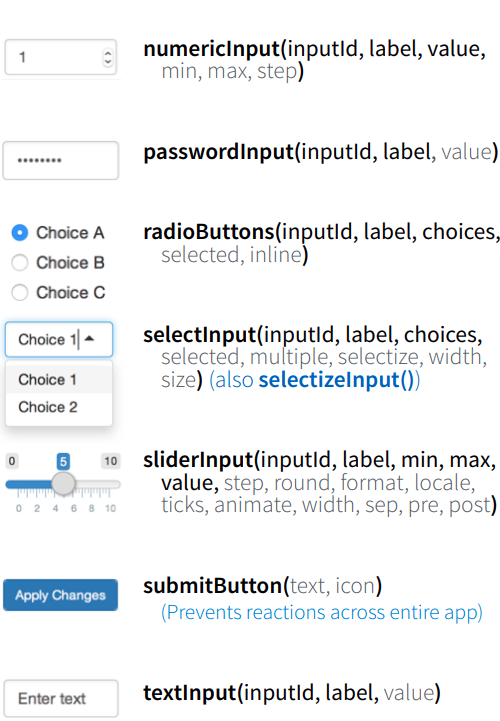 1
numericInput(inputId, label, value,
min, max, step)
••••••••
passwordInput(inputId, label, value)
Choice A
Choice B
Choice C
radioButtons(inputId, label, choices,
selected, inline)
Choice 1
Choice 1
Choice 2
selectInput(inputId, label, choices,
selected, multiple, selectize, width,
size) (also selectizeInput())
0 5 10
0 2 4 6 8 10
sliderInput(inputId, label, min, max,
value, step, round, format, locale,
ticks, animate, width, sep, pre, post)
Apply Changes
submitButton(text, icon)
(Prevents reactions across entire app)
Enter text
textInput(inputId, label, value)